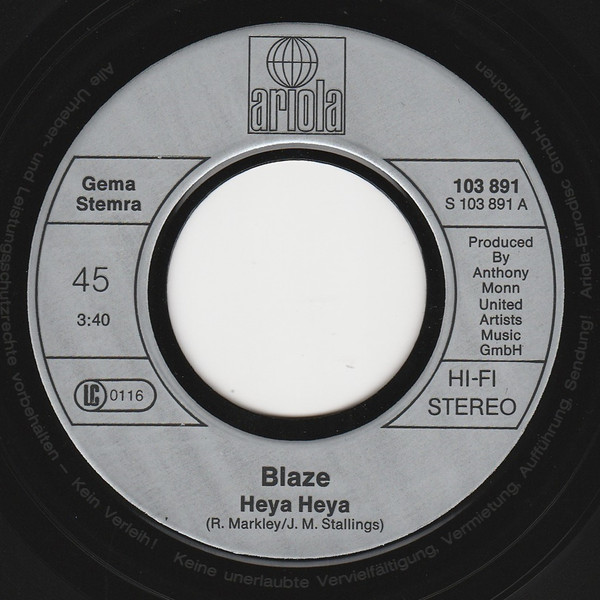 ariola
Gema
Stemra
45
3:40
LC 0116
103 891
S 103 891 A
Produced
By
Anthony
Monn
United
Artists
Music
GmbH
HI-FI
STEREO
Blaze
Heya Heya
(R. Markley/J. M. Stallings)
Alle Urheber- und Leistungsschutzrechte vorbehalten – Kein Verleih! Keine unerlaubte Vervielfältigung, Vermietung, Aufführung, Sendung! Ariola-Eurodisc GmbH, München